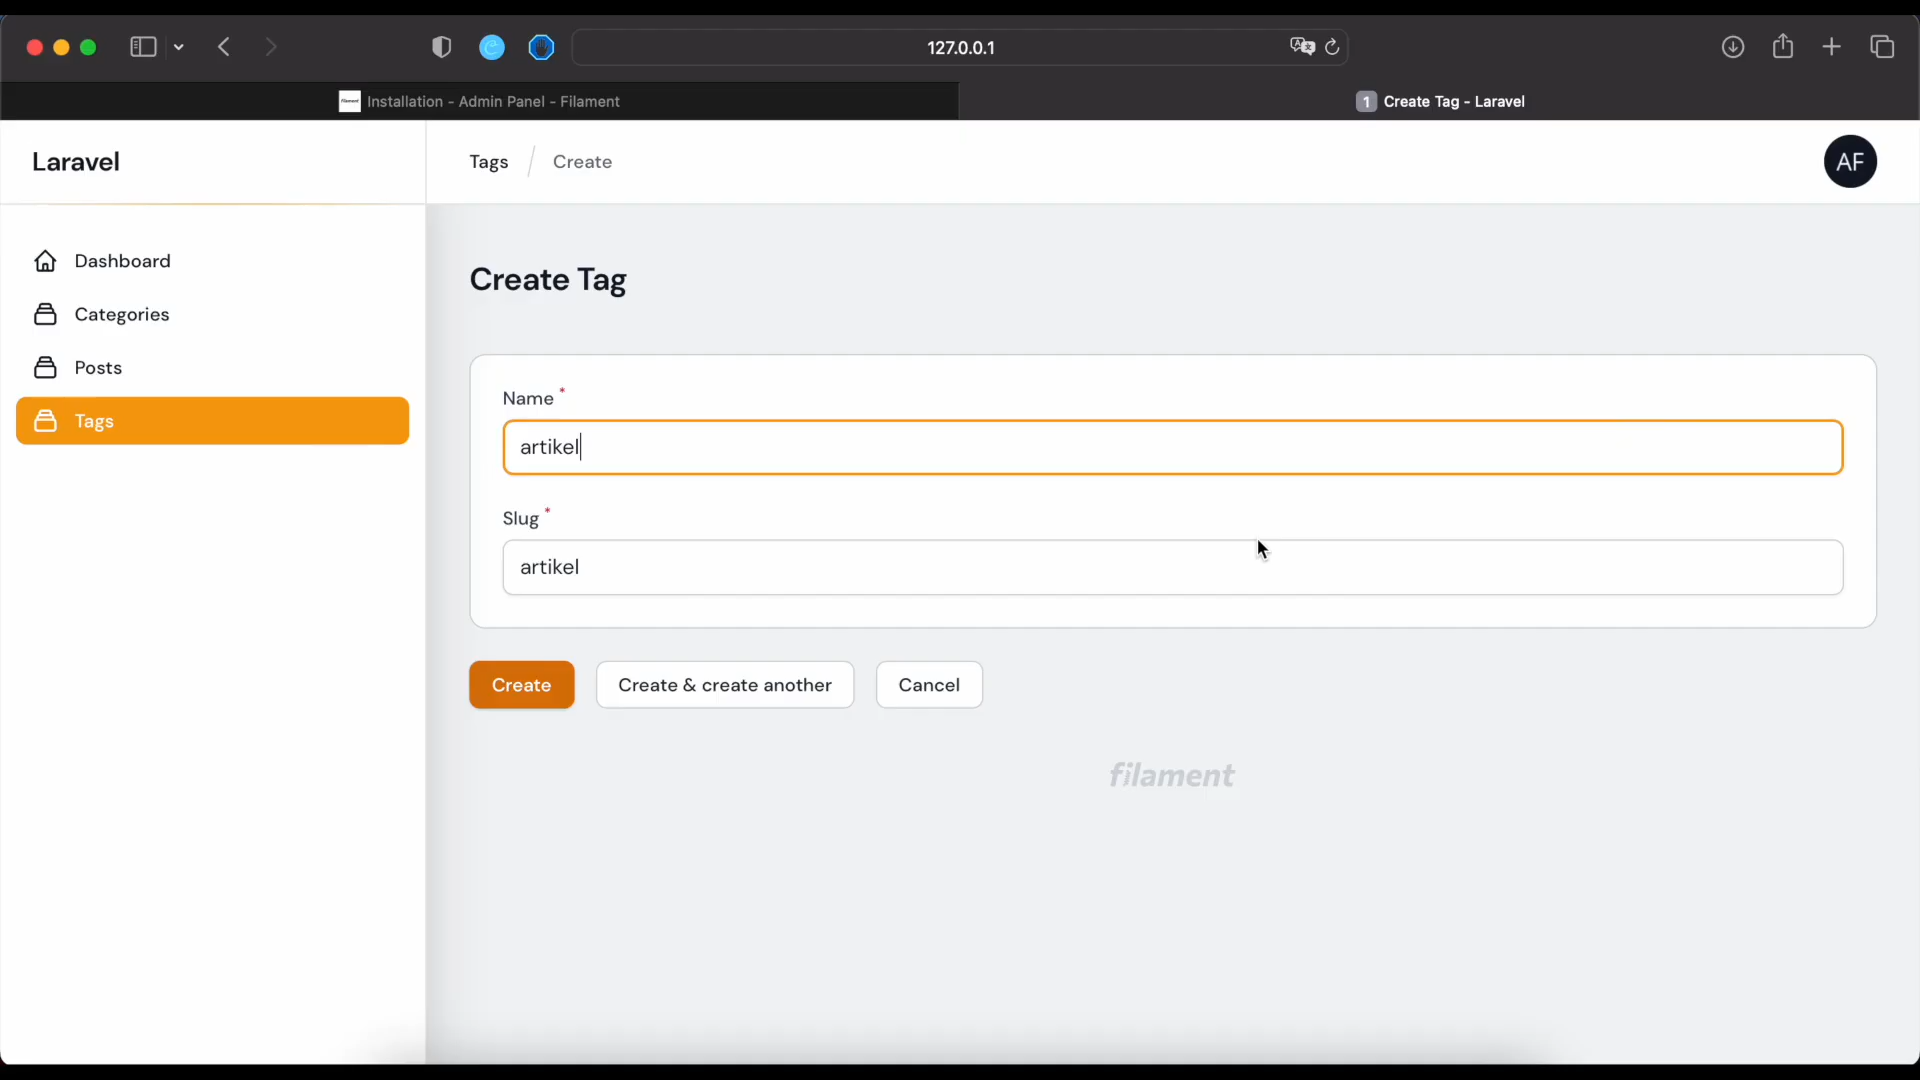 127.0.0.1
Installation - Admin Panel - Filament
1 Create Tag - Laravel
Laravel
Tags / Create
AF
Dashboard
Categories
Posts
Tags
Create Tag
Name *
artikel
Slug *
artikel
Create
Create & create another
Cancel
filament